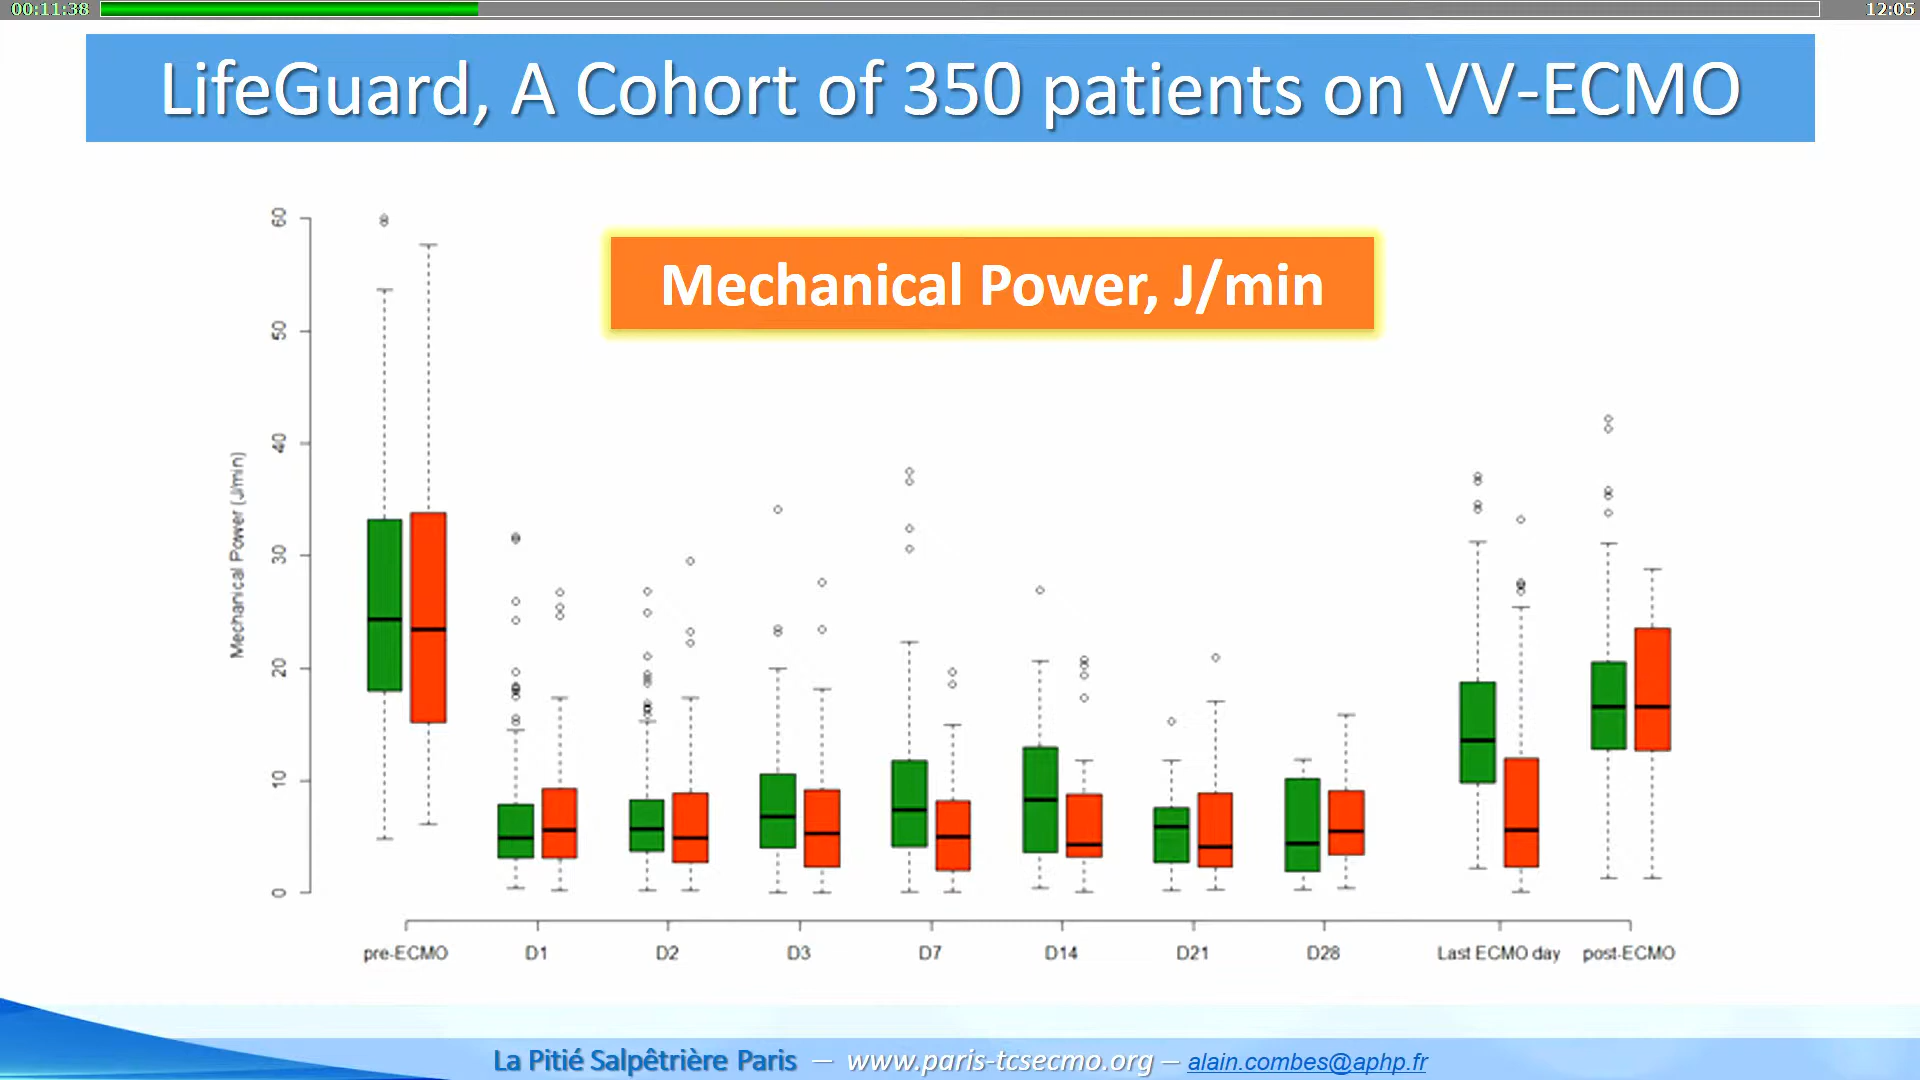 00:11:38 12:05
LifeGuard, A Cohort of 350 patients on VV-ECMO
Mechanical Power, J/min
Mechanical Power (J/min)
60
50
40
30
20
10
0
pre-ECMO D1 D2 D3 D7 D14 D21 D28 Last ECMO day post-ECMO
La Pitié Salpêtrière Paris — www.paris-tcsecmo.org — alain.combes@aphp.fr